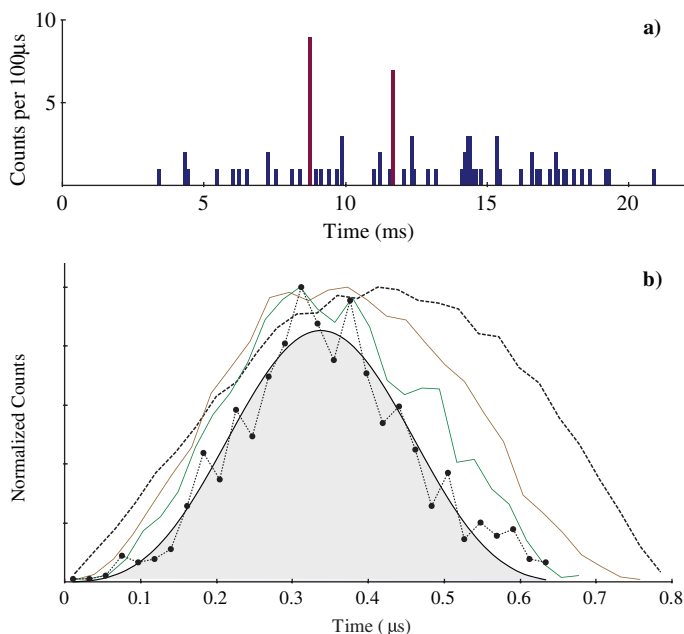 a)
10
5
Counts per 100μs
0 5 10 15 20
Time (ms)
b)
Normalized Counts
0 0.1 0.2 0.3 0.4 0.5 0.6 0.7 0.8
Time (μs)